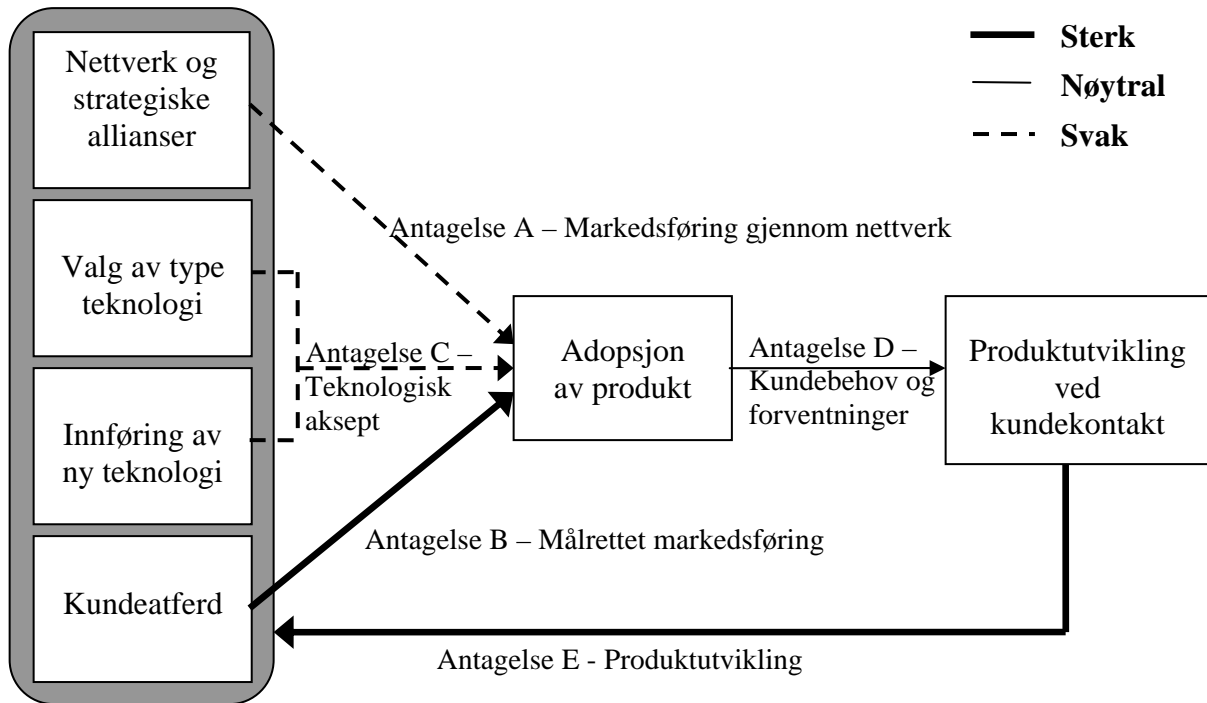 Nettverk og
strategiske
allianser
Valg av type
teknologi
Innføring av
ny teknologi
Kundeatferd
Sterk
Nøytral
Svak
Antagelse A – Markedsføring gjennom nettverk
Antagelse C –
Teknologisk
aksept
Adopsjon
av produkt
Antagelse D –
Kundebehov og
forventninger
Produktutvikling
ved
kundekontakt
Antagelse B – Målrettet markedsføring
Antagelse E - Produktutvikling